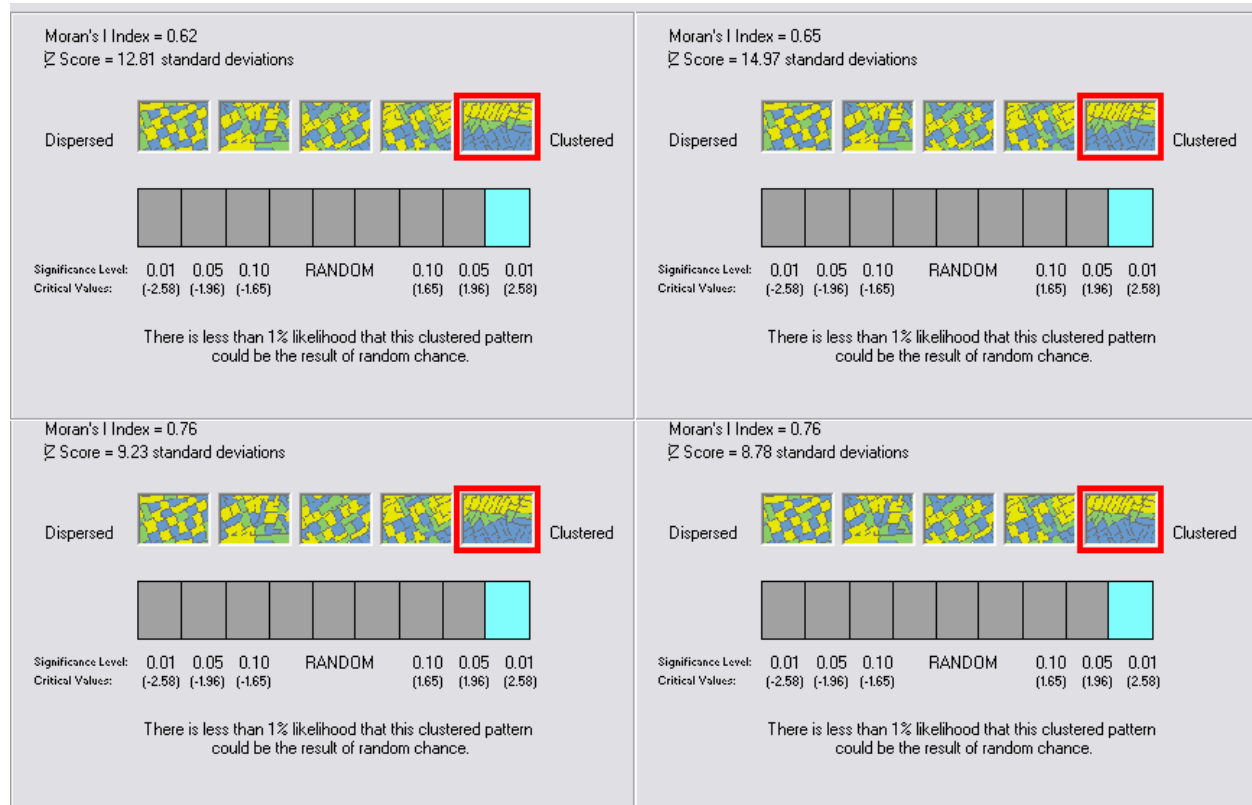 Moran's I Index = 0.62
Z Score = 12.81 standard deviations
Dispersed
Clustered
Significance Level: 0.01 0.05 0.10 RANDOM 0.10 0.05 0.01
Critical Values: (-2.58) (-1.96) (-1.65) (1.65) (1.96) (2.58)
There is less than 1% likelihood that this clustered pattern
could be the result of random chance.
Moran's I Index = 0.65
Z Score = 14.97 standard deviations
Dispersed
Clustered
Significance Level: 0.01 0.05 0.10 RANDOM 0.10 0.05 0.01
Critical Values: (-2.58) (-1.96) (-1.65) (1.65) (1.96) (2.58)
There is less than 1% likelihood that this clustered pattern
could be the result of random chance.
Moran's I Index = 0.76
Z Score = 9.23 standard deviations
Dispersed
Clustered
Significance Level: 0.01 0.05 0.10 RANDOM 0.10 0.05 0.01
Critical Values: (-2.58) (-1.96) (-1.65) (1.65) (1.96) (2.58)
There is less than 1% likelihood that this clustered pattern
could be the result of random chance.
Moran's I Index = 0.76
Z Score = 8.78 standard deviations
Dispersed
Clustered
Significance Level: 0.01 0.05 0.10 RANDOM 0.10 0.05 0.01
Critical Values: (-2.58) (-1.96) (-1.65) (1.65) (1.96) (2.58)
There is less than 1% likelihood that this clustered pattern
could be the result of random chance.